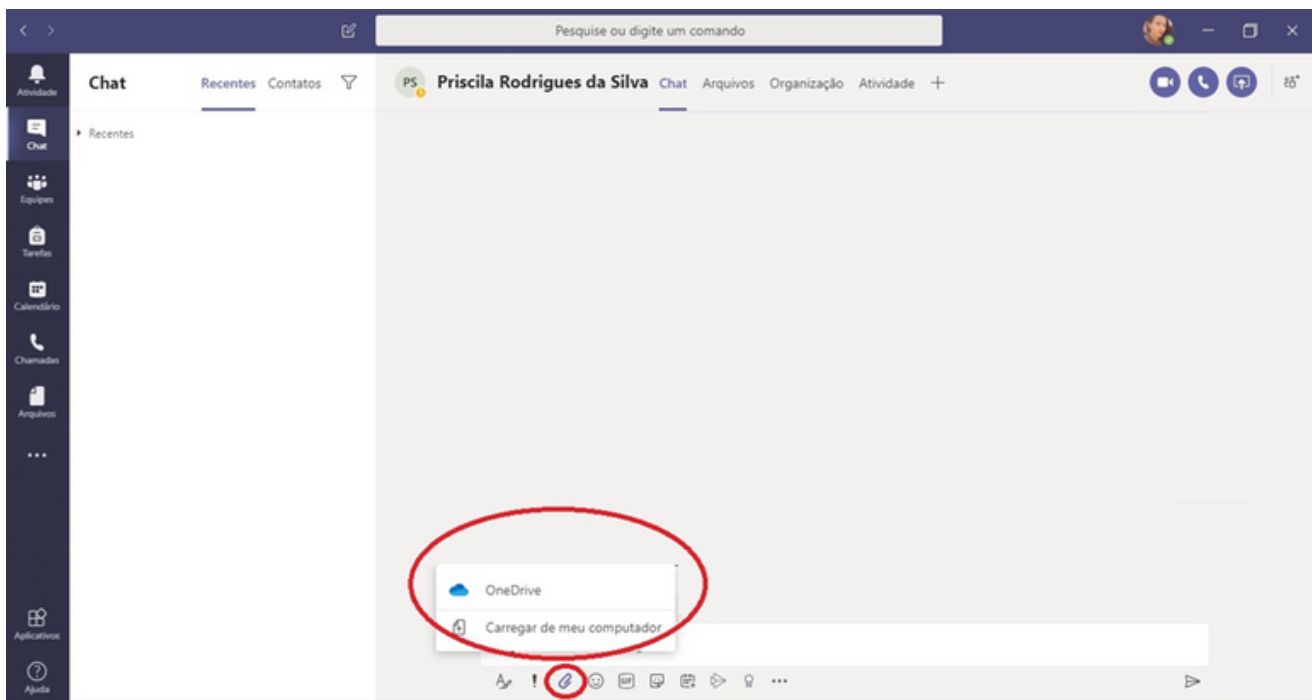 Pesquise ou digite um comando
Atividade
Chat
Equipes
Tarefas
Calendário
Chamadas
Arquivos
Aplicativos
Ajuda
Chat Recentes Contatos
Recentes
PS Priscila Rodrigues da Silva Chat Arquivos Organização Atividade
OneDrive
Carregar de meu computador
GIF